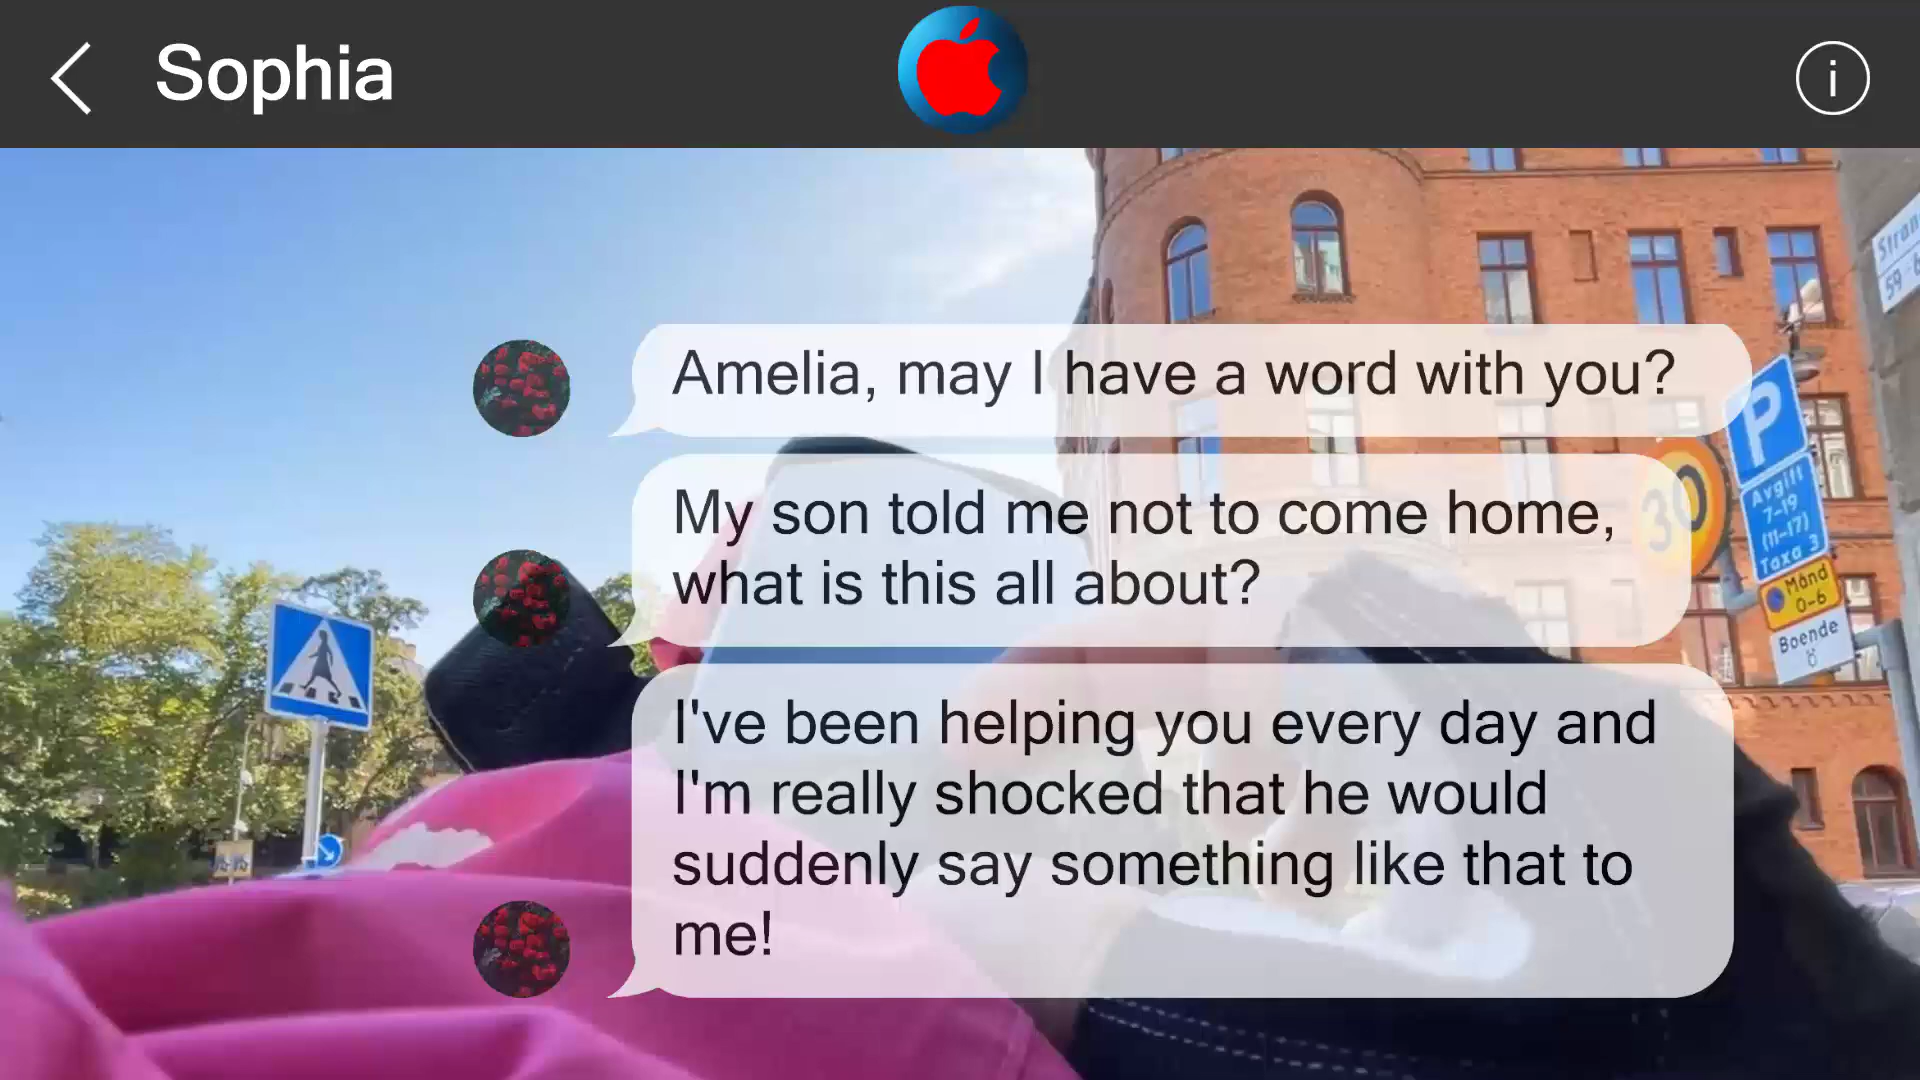 Sophia
i
Amelia, may I have a word with you?
My son told me not to come home,
what is this all about?
I've been helping you every day and
I'm really shocked that he would
suddenly say something like that to
me!
30
P
Avgift
7-19
(11-17)
Taxa 3
Månd
0-6
Boende
59